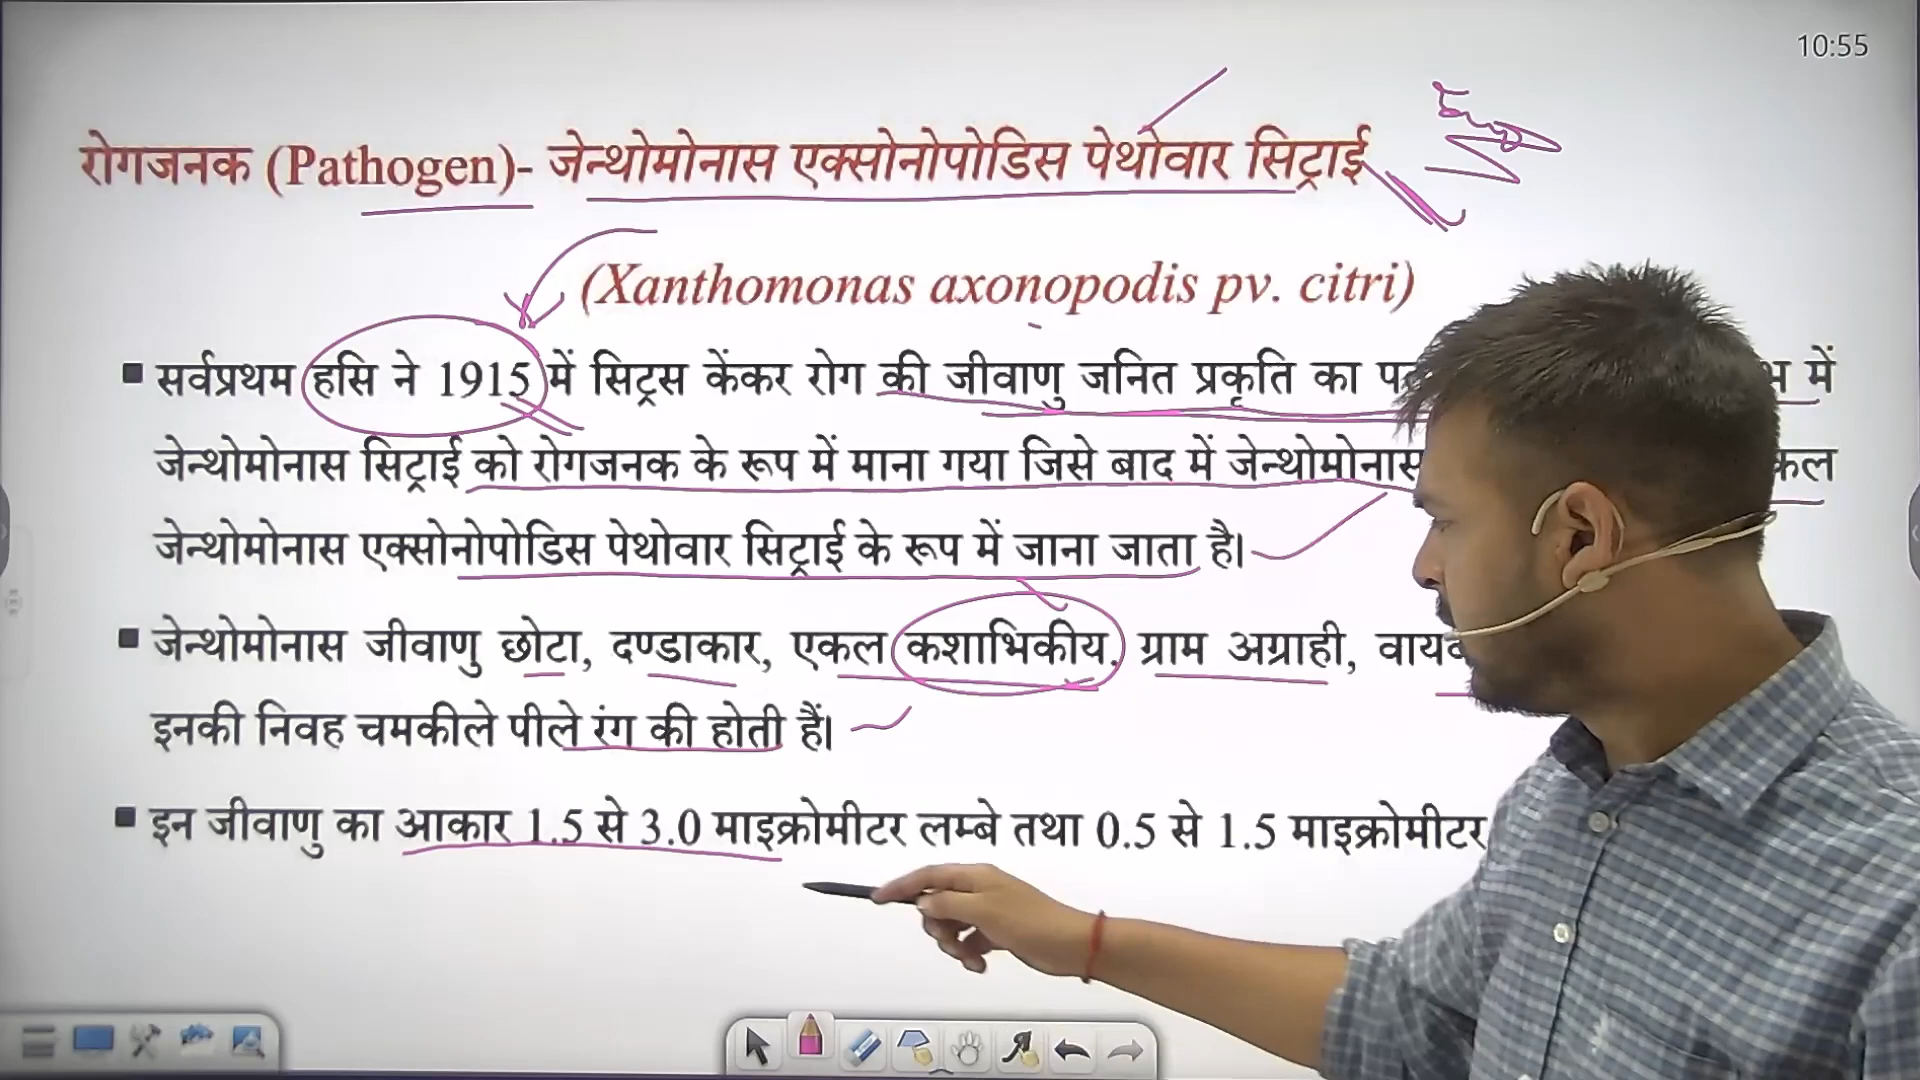 10:55
रोगजनक (Pathogen)- जेन्थोमोनास एक्सोनोपोडिस पेथोवार सिट्राई
(Xanthomonas axonopodis pv. citri)
▪ सर्वप्रथम हसि ने 1915 में सिट्रस केंकर रोग की जीवाणु जनित प्रकृति का में
जेन्थोमोनास सिट्राई को रोगजनक के रूप में माना गया जिसे बाद में जेन्थोमोनास
जेन्थोमोनास एक्सोनोपोडिस पेथोवार सिट्राई के रूप में जाना जाता है।
▪ जेन्थोमोनास जीवाणु छोटा, दण्डाकार, एकल कशाभिकीय, ग्राम अग्राही,
इनकी निवह चमकीले पीले रंग की होती हैं।
▪ इन जीवाणु का आकार 1.5 से 3.0 माइक्रोमीटर लम्बे तथा 0.5 से 1.5 माइक्रोमीटर